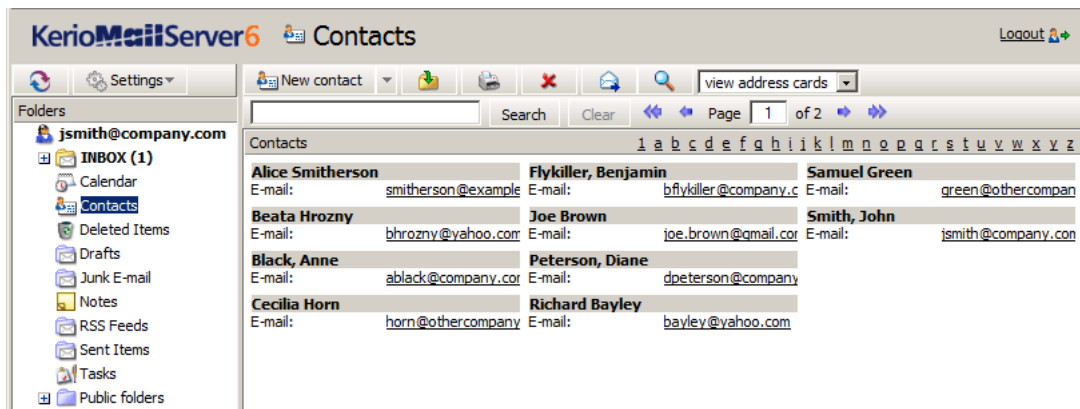 KerioMailServer6 Contacts
Logout
Settings
New contact
view address cards
Folders
Search Clear Page 1 of 2
jsmith@company.com
INBOX (1)
Calendar
Contacts
Deleted Items
Drafts
Junk E-mail
Notes
RSS Feeds
Sent Items
Tasks
Public folders
Contacts 1 a b c d e f g h i j k l m n o p q r s t u v w x y z
Alice Smitherson
E-mail: smitherson@example
Beata Hrozny
E-mail: bhrozny@yahoo.com
Black, Anne
E-mail: ablack@company.cor
Cecilia Horn
E-mail: horn@othercompany
Flykiller, Benjamin
E-mail: bflykiller@company.c
Joe Brown
E-mail: joe.brown@gmail.cor
Peterson, Diane
E-mail: dpeterson@company
Richard Bayley
E-mail: bayley@yahoo.com
Samuel Green
E-mail: green@othercompan
Smith, John
E-mail: jsmith@company.con